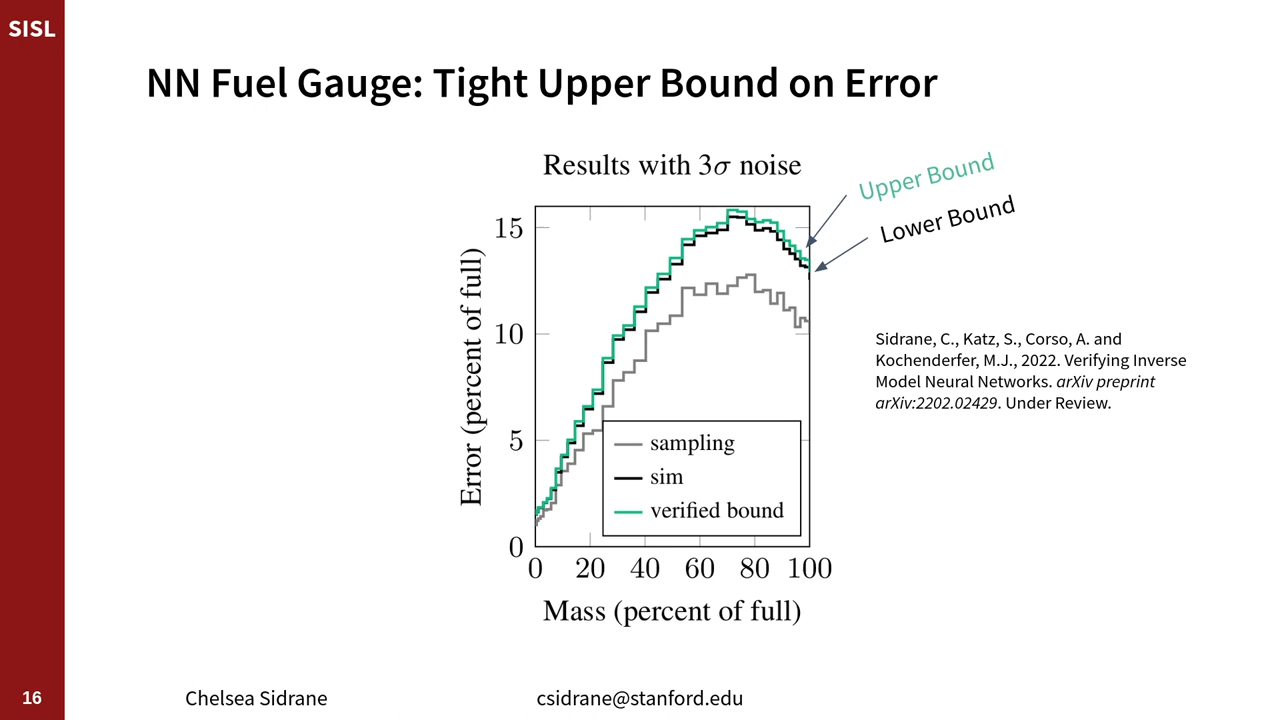 SISL
NN Fuel Gauge: Tight Upper Bound on Error
Results with 3σ noise
Upper Bound
Lower Bound
Error (percent of full)
15
10
5
0
sampling
sim
verified bound
0 20 40 60 80 100
Mass (percent of full)
Sidrane, C., Katz, S., Corso, A. and
Kochenderfer, M.J., 2022. Verifying Inverse
Model Neural Networks. arXiv preprint
arXiv:2202.02429. Under Review.
16
Chelsea Sidrane
csidrane@stanford.edu